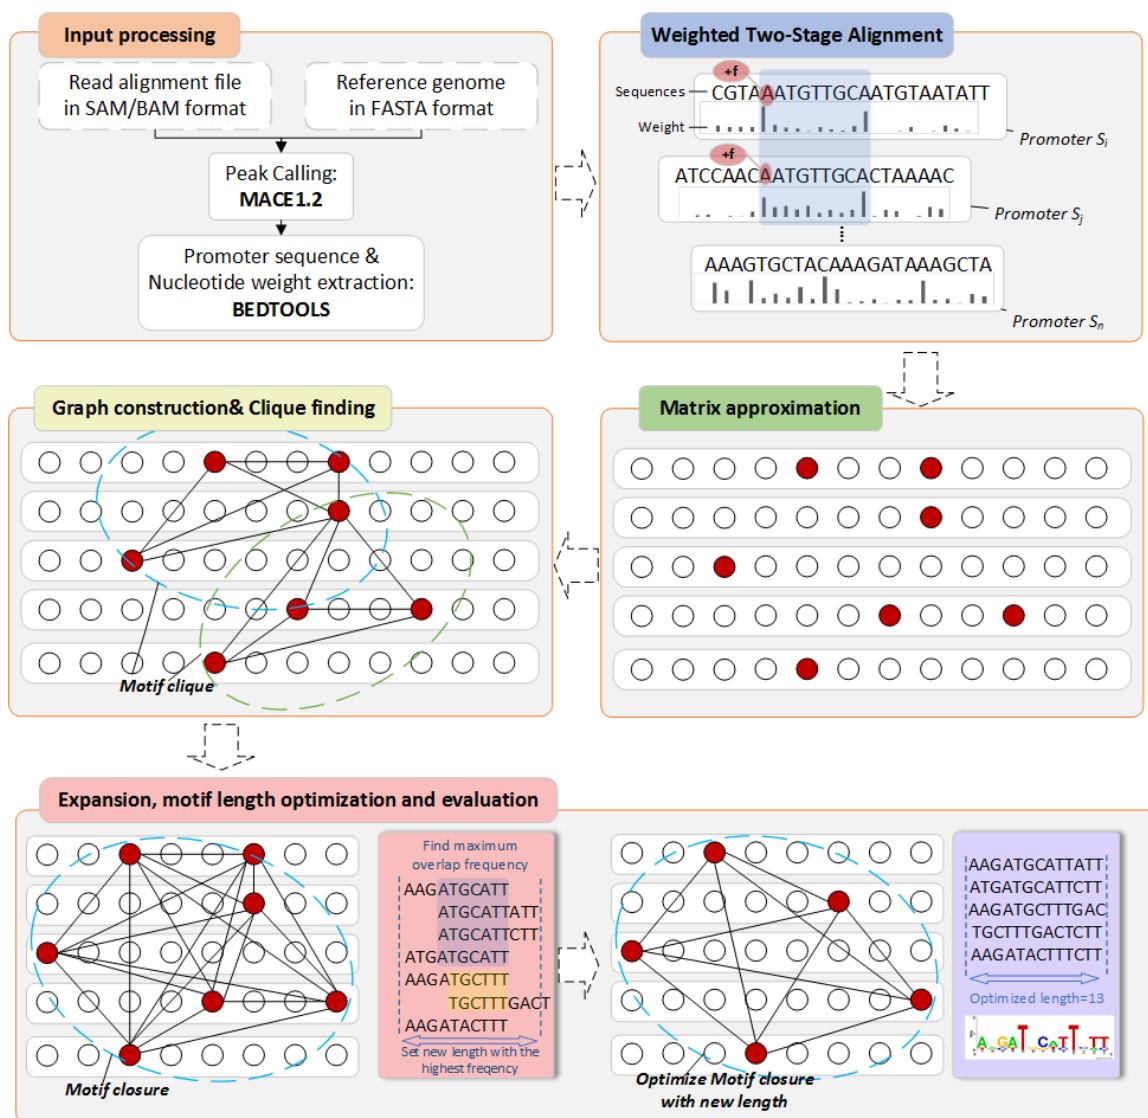 Input processing
Read alignment file
in SAM/BAM format
Reference genome
in FASTA format
Peak Calling:
MACE1.2
Promoter sequence &
Nucleotide weight extraction:
BEDTOOLS
Weighted Two-Stage Alignment
+f
Sequences
CGTAAATGTTGCAATGTAATATT
Weight
Promoter Si
+f
ATCCAACAATGTTGCACTAAAAC
Promoter Sj
AAAGTGCTACAAAGATAAAGCTA
Promoter Sn
Graph construction& Clique finding
Motif clique
Matrix approximation
Expansion, motif length optimization and evaluation
Motif closure
Find maximum
overlap frequency
AAGATGCATT
ATGCATTATT
ATGCATTCTT
ATGATGCATT
AAGATGCTTT
TGCTTTGACT
AAGATACTTT
Set new length with the
highest freqency
Optimize Motif closure
with new length
AAGATGCATTATT
ATGATGCATTCTT
AAGATGCTTTGAC
TGCTTTGACTCTT
AAGATACTTTCTT
Optimized length=13